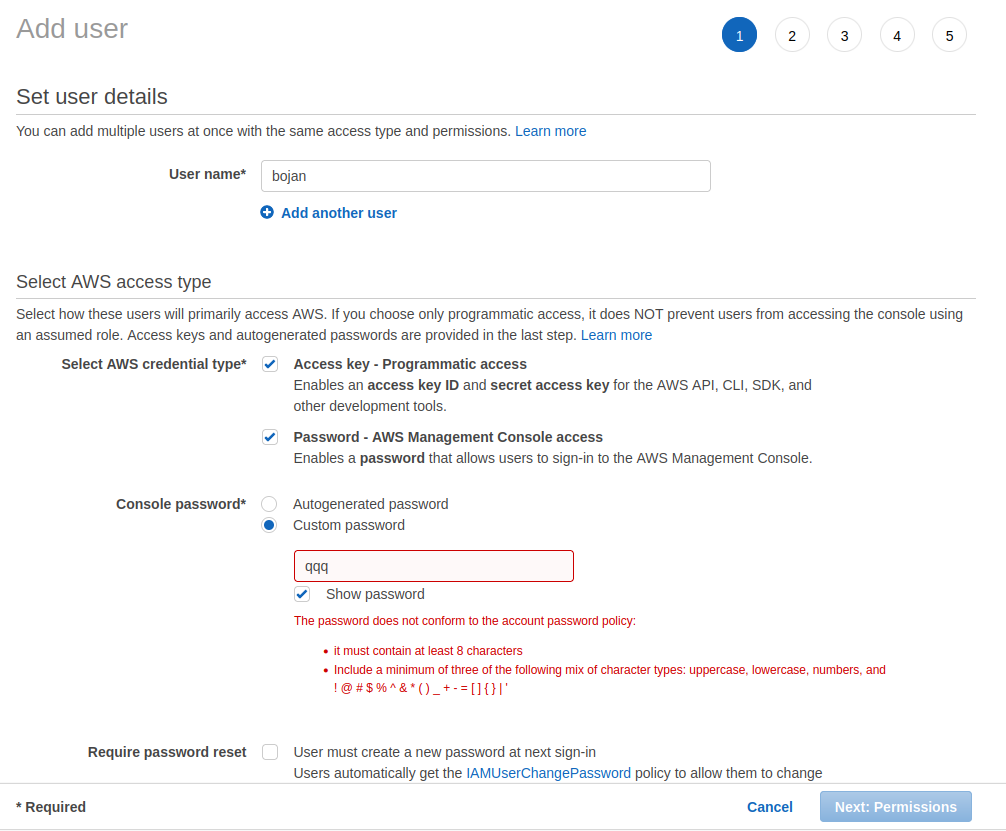 Add user
1 2 3 4 5
Set user details
You can add multiple users at once with the same access type and permissions. Learn more
User name* bojan
Add another user
Select AWS access type
Select how these users will primarily access AWS. If you choose only programmatic access, it does NOT prevent users from accessing the console using
an assumed role. Access keys and autogenerated passwords are provided in the last step. Learn more
Select AWS credential type* Access key - Programmatic access
Enables an access key ID and secret access key for the AWS API, CLI, SDK, and
other development tools.
Password - AWS Management Console access
Enables a password that allows users to sign-in to the AWS Management Console.
Console password* Autogenerated password
Custom password
qqq
Show password
The password does not conform to the account password policy:
• it must contain at least 8 characters
• Include a minimum of three of the following mix of character types: uppercase, lowercase, numbers, and
! @ # $ % ^ & * ( ) _ + - = [ ] { } | '
Require password reset User must create a new password at next sign-in
Users automatically get the IAMUserChangePassword policy to allow them to change
* Required Cancel Next: Permissions